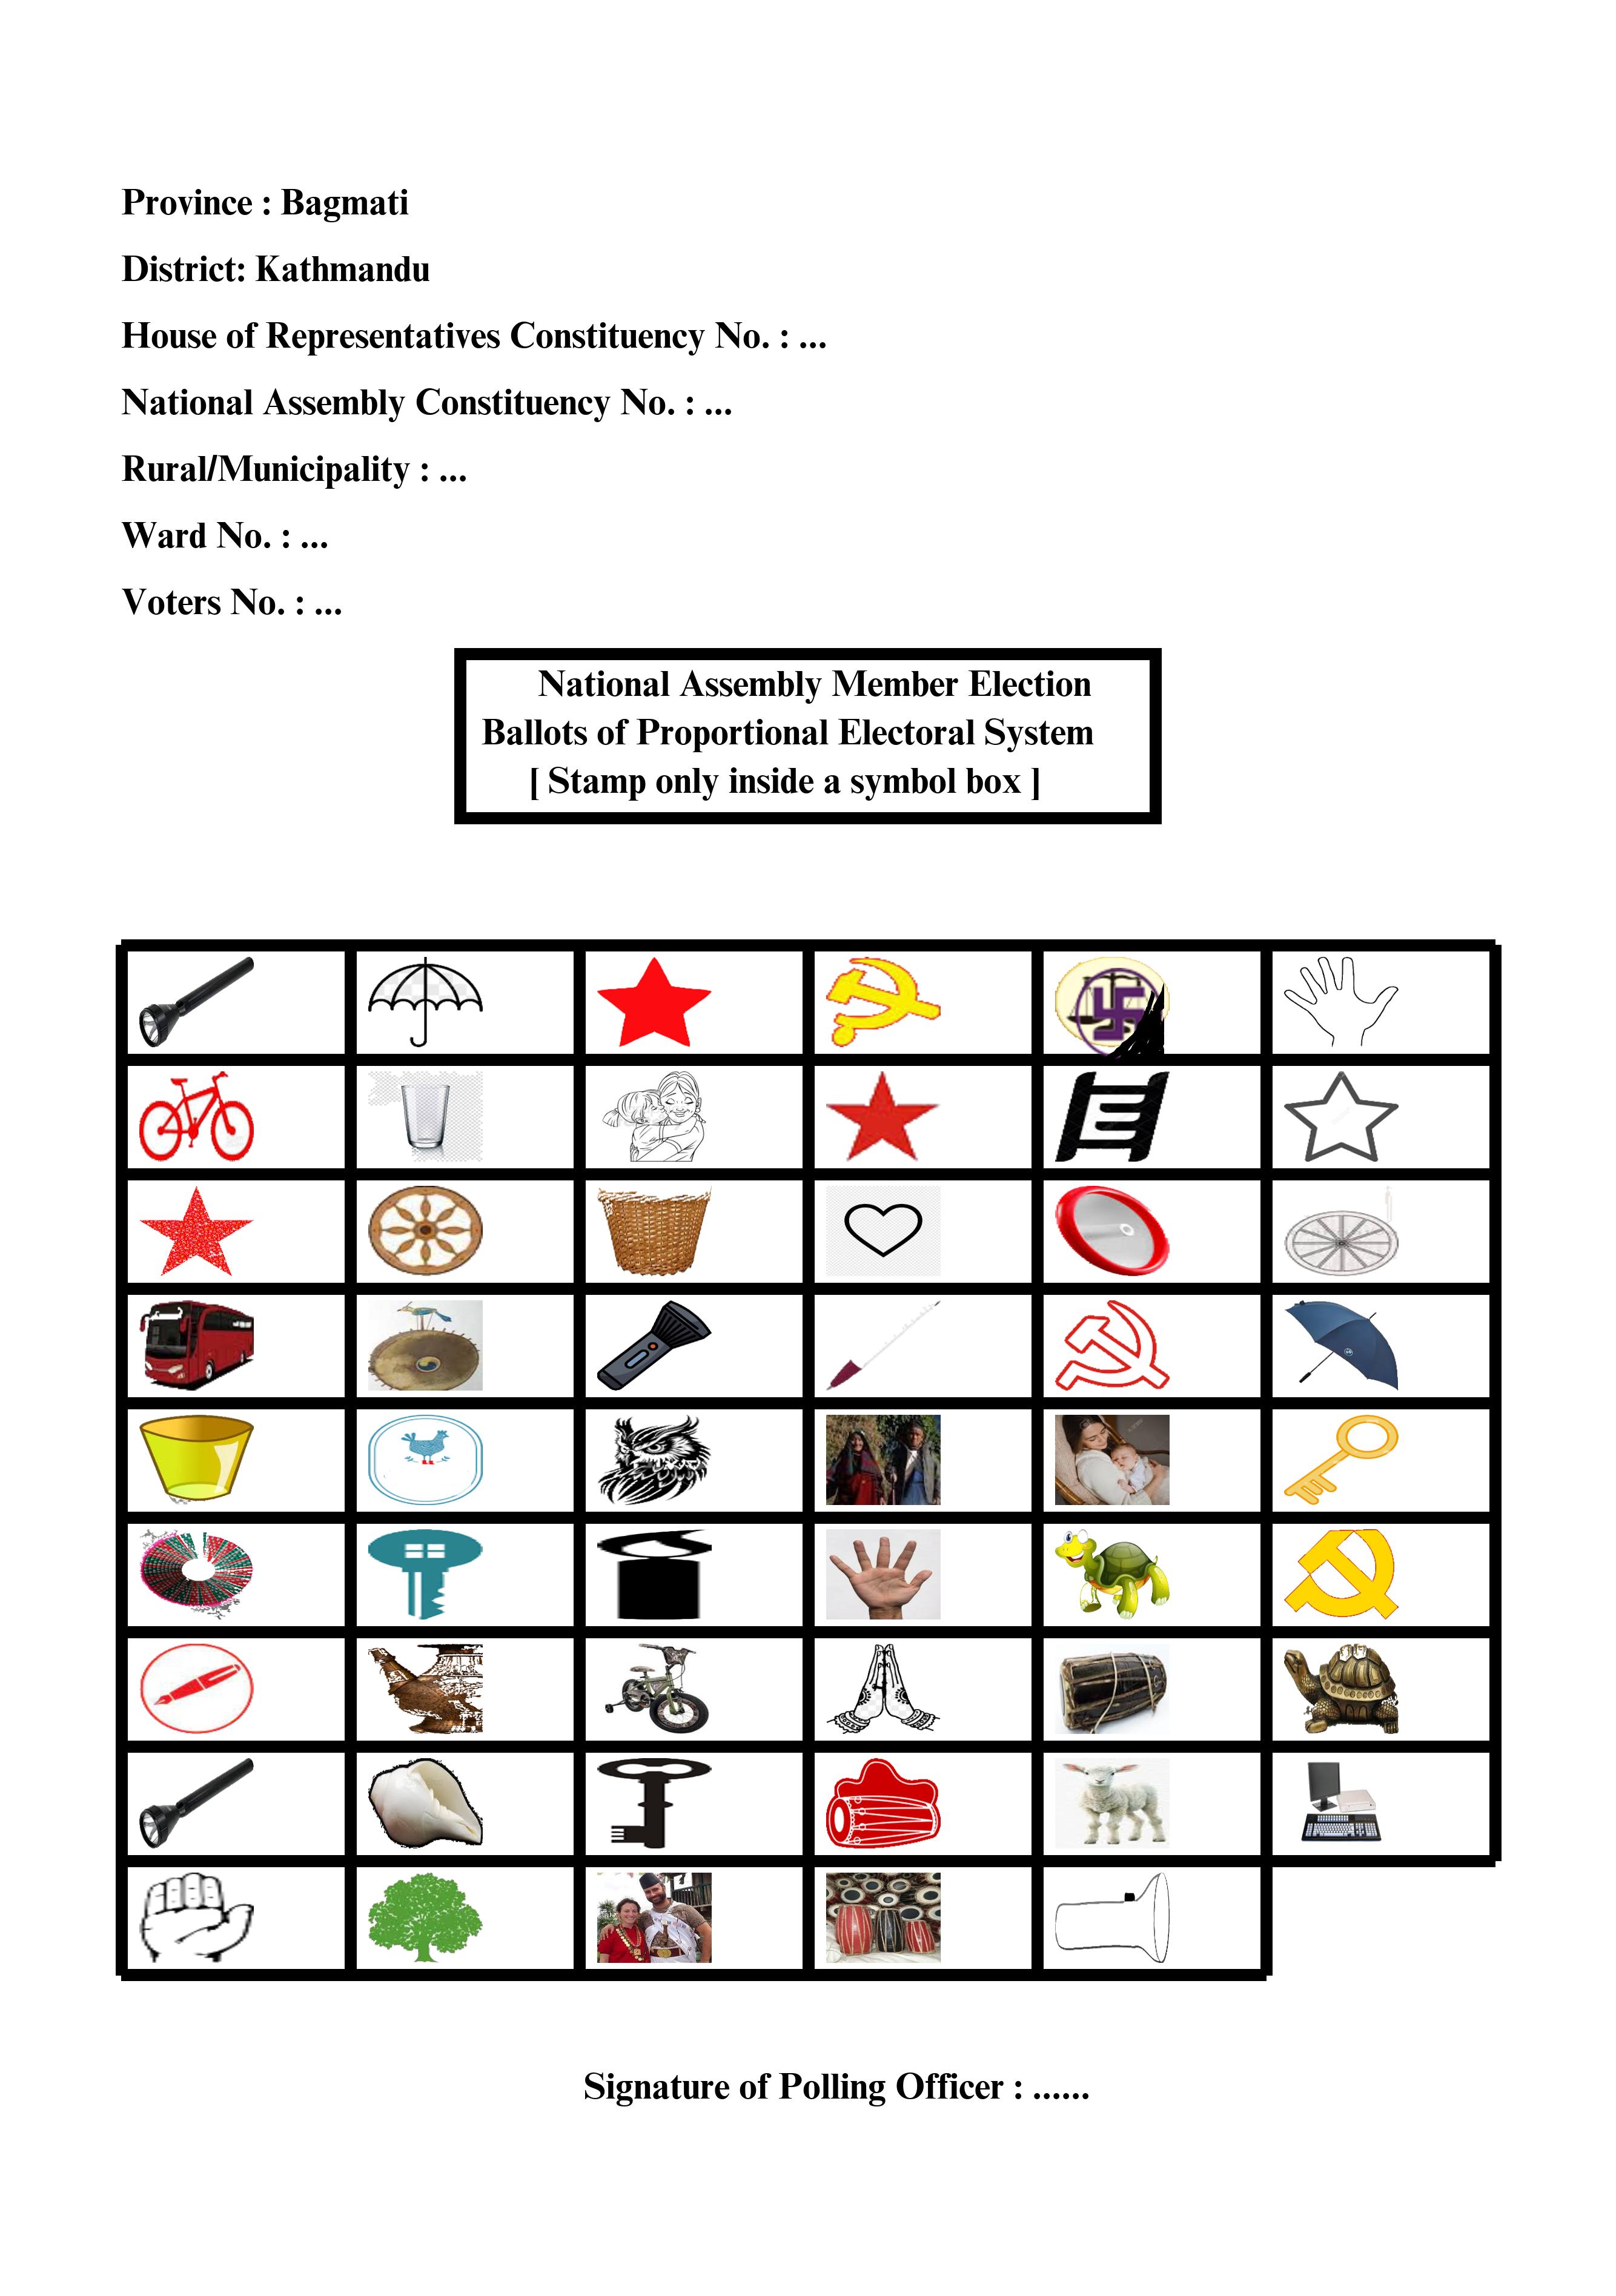 Province : Bagmati
District: Kathmandu
House of Representatives Constituency No. : ...
National Assembly Constituency No. : ...
Rural/Municipality : ...
Ward No. : ...
Voters No. : ...
National Assembly Member Election
Ballots of Proportional Electoral System
[ Stamp only inside a symbol box ]
Signature of Polling Officer : ......